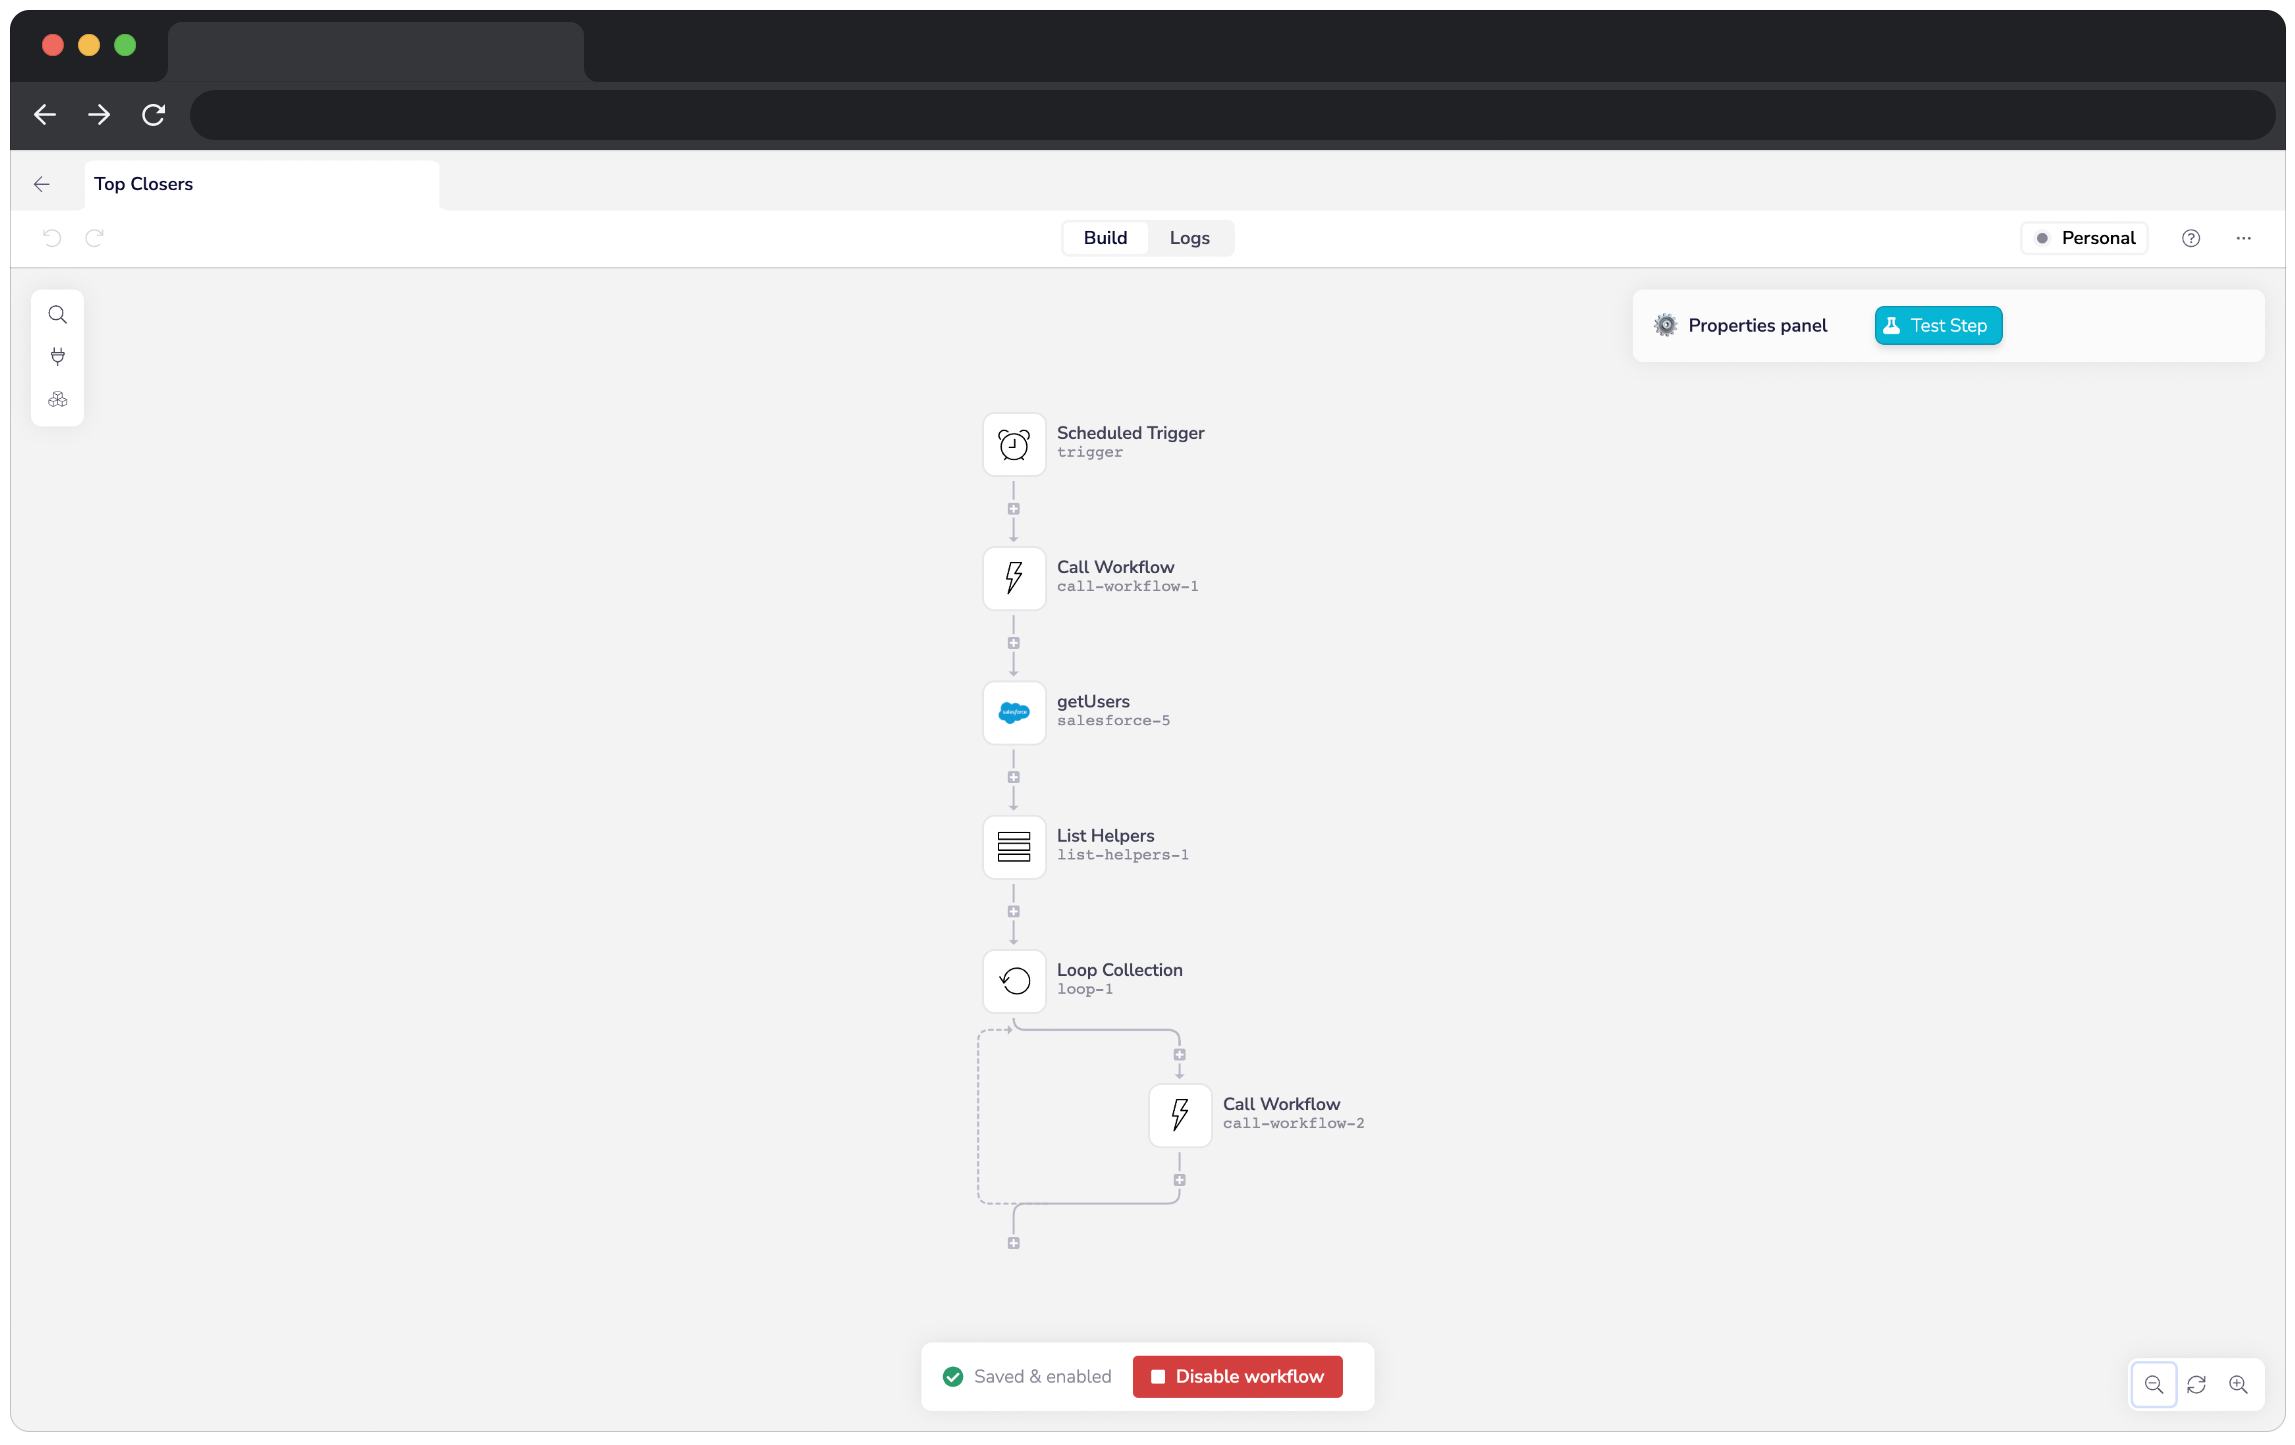 Top Closers
Build
Logs
Personal
Properties panel
Test Step
Scheduled Trigger
trigger
Call Workflow
call-workflow-1
salesforce
getUsers
salesforce-5
List Helpers
list-helpers-1
Loop Collection
loop-1
Call Workflow
call-workflow-2
Saved & enabled
Disable workflow